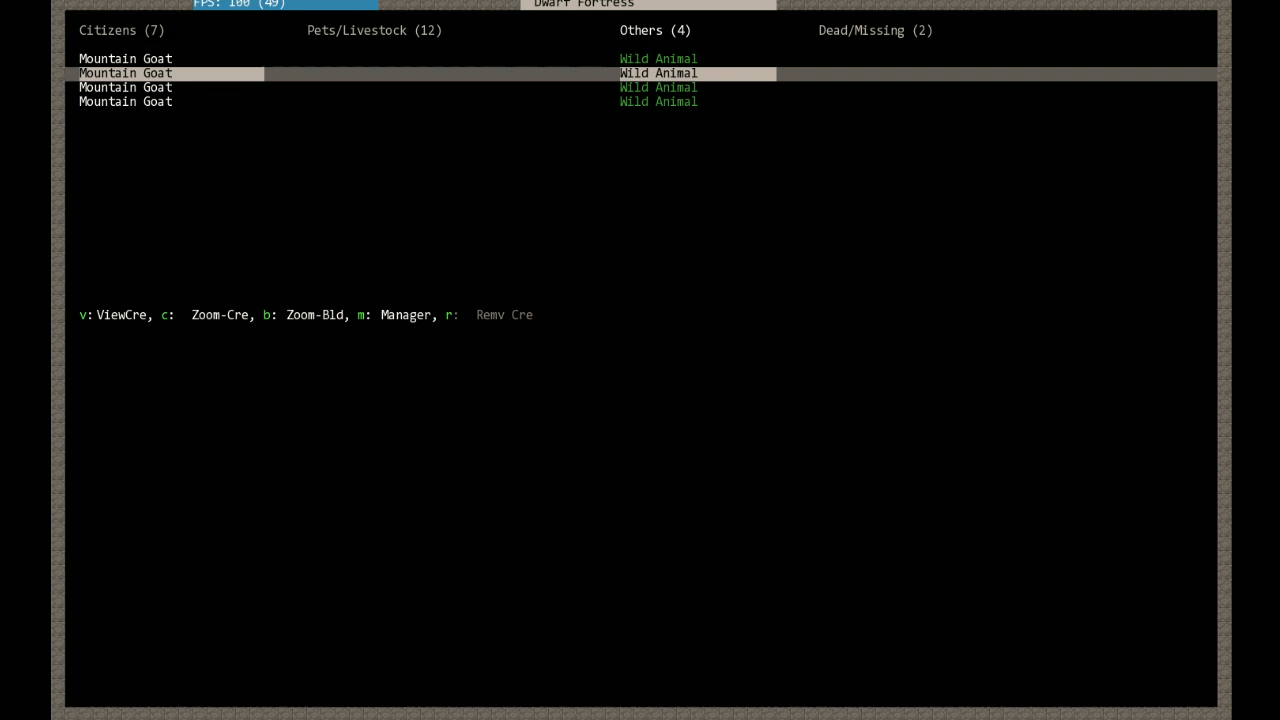 FPS: 100 (49) Dwarf Fortress
Citizens (7) Pets/Livestock (12) Others (4) Dead/Missing (2)
Mountain Goat Wild Animal
Mountain Goat Wild Animal
Mountain Goat Wild Animal
Mountain Goat Wild Animal
v:ViewCre, c: Zoom-Cre, b: Zoom-Bld, m: Manager, r: Remv Cre